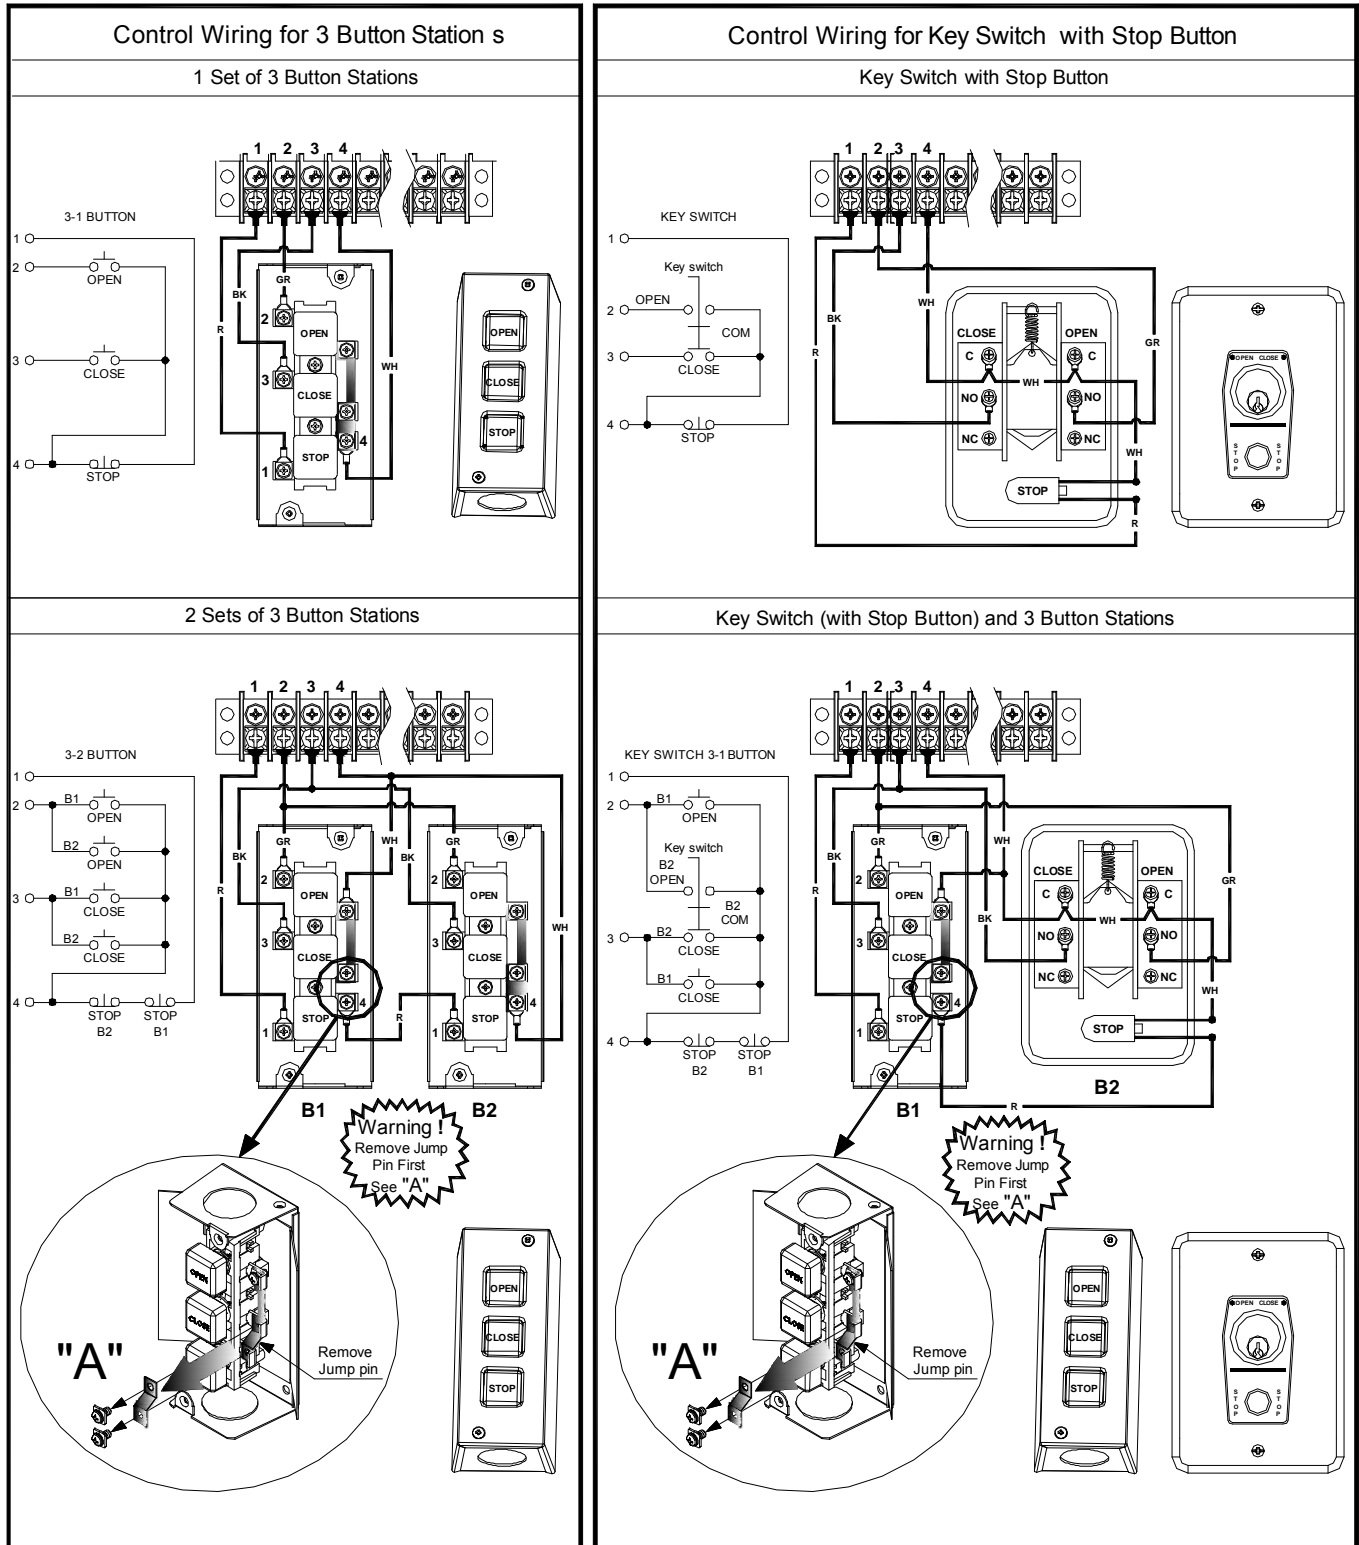 Control Wiring for 3 Button Station s
1 Set of 3 Button Stations
1 2 3 4
3-1 BUTTON
1
2
OPEN
3
CLOSE
4
STOP
R
BK
GR
WH
2
OPEN
3
CLOSE
4
1
STOP
OPEN
CLOSE
STOP
Control Wiring for Key Switch with Stop Button
Key Switch with Stop Button
1 2 3 4
KEY SWITCH
1
Key switch
2
OPEN
COM
3
CLOSE
4
STOP
R
BK
WH
GR
CLOSE
OPEN
C
C
WH
NO
NO
NC
NC
WH
STOP
R
OPEN CLOSE
STOP
STOP
2 Sets of 3 Button Stations
1 2 3 4
3-2 BUTTON
1
2
B1
OPEN
B2
OPEN
3
B1
CLOSE
B2
CLOSE
4
STOP
B2
STOP
B1
R
BK
GR
WH
BK
GR
WH
2
OPEN
3
CLOSE
4
1
STOP
R
2
OPEN
3
CLOSE
4
1
STOP
B1
B2
Warning !
Remove Jump
Pin First
See "A"
"A"
OPEN
CLOSE
Remove
Jump pin
OPEN
CLOSE
STOP
Key Switch (with Stop Button) and 3 Button Stations
1 2 3 4
KEY SWITCH 3-1 BUTTON
1
2
B1
OPEN
Key switch
B2
OPEN
B2
COM
3
B2
CLOSE
B1
CLOSE
4
STOP
B2
STOP
B1
R
BK
GR
WH
BK
GR
2
OPEN
3
CLOSE
4
1
STOP
CLOSE
OPEN
C
C
WH
NO
NO
NC
NC
WH
STOP
R
B1
B2
Warning !
Remove Jump
Pin First
See "A"
"A"
OPEN
CLOSE
Remove
Jump pin
OPEN
CLOSE
STOP
OPEN CLOSE
STOP
STOP